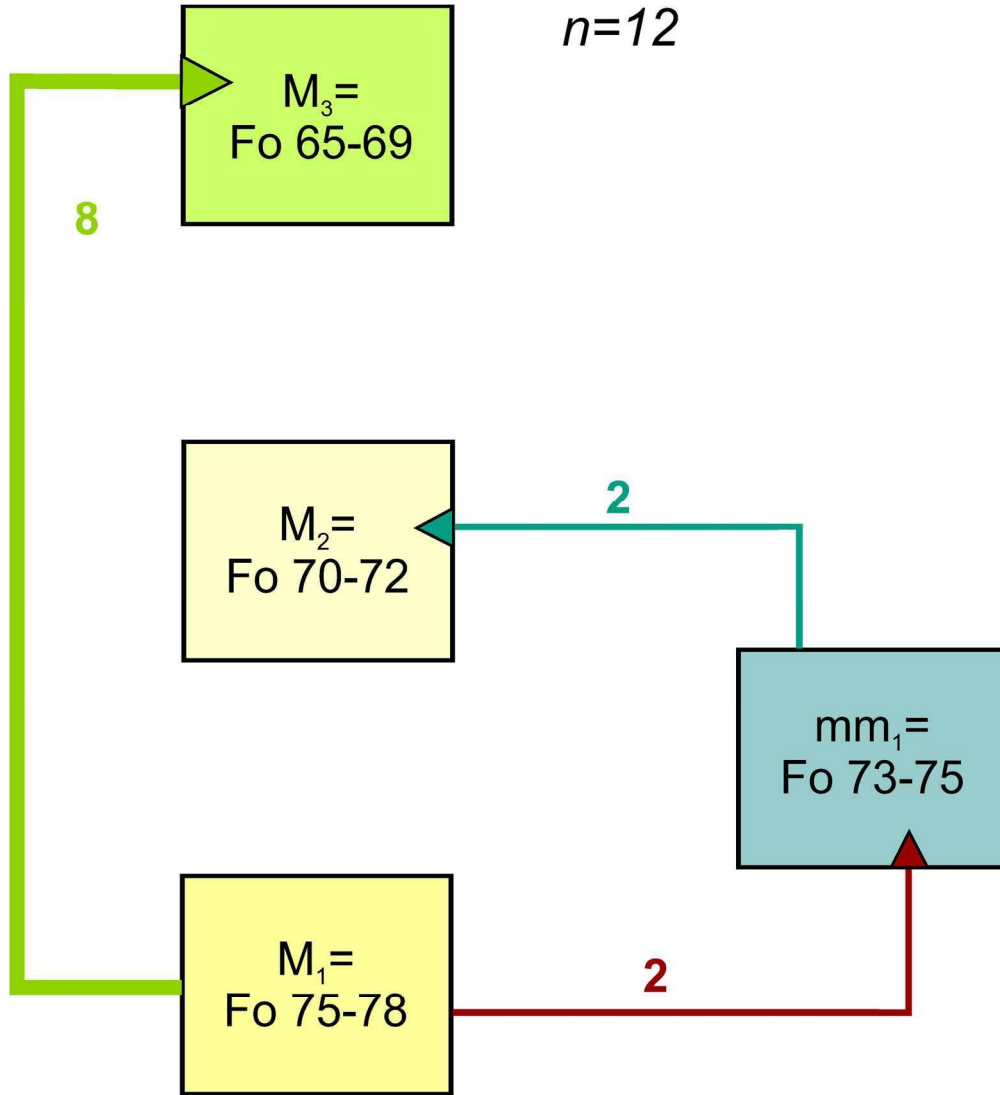 n=12
M₃=
Fo 65-69
8
M₂=
Fo 70-72
2
mm₁=
Fo 73-75
M₁=
Fo 75-78
2